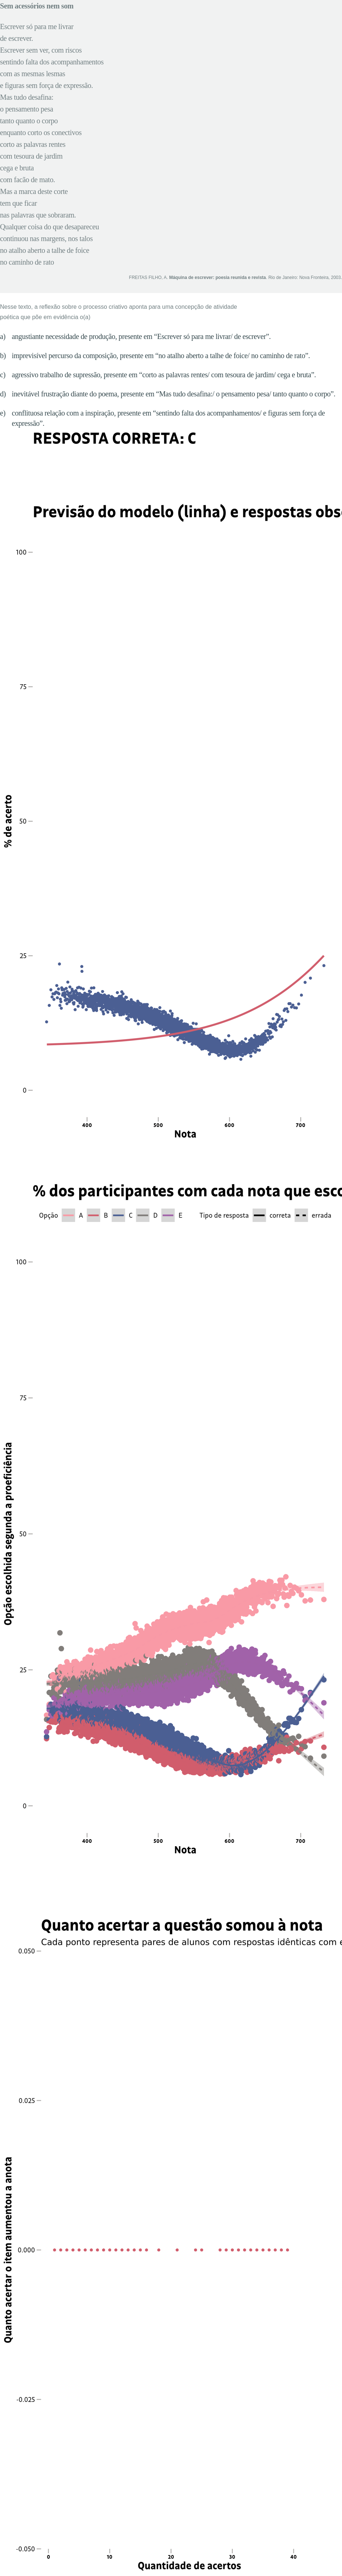 Sem acessórios nem som
Escrever só para me livrar
de escrever.
Escrever sem ver, com riscos
sentindo falta dos acompanhamentos
com as mesmas lesmas
e figuras sem força de expressão.
Mas tudo desafina:
o pensamento pesa
tanto quanto o corpo
enquanto corto os conectivos
corto as palavras rentes
com tesoura de jardim
cega e bruta
com facão de mato.
Mas a marca deste corte
tem que ficar
nas palavras que sobraram.
Qualquer coisa do que desapareceu
continuou nas margens, nos talos
no atalho aberto a talhe de foice
no caminho de rato
FREITAS FILHO, A. Máquina de escrever: poesia reunida e revista. Rio de Janeiro: Nova Fronteira, 2003.
Nesse texto, a reflexão sobre o processo criativo aponta para uma concepção de atividade
poética que põe em evidência o(a)
a) angustiante necessidade de produção, presente em “Escrever só para me livrar/ de escrever”.
b) imprevisível percurso da composição, presente em “no atalho aberto a talhe de foice/ no caminho de rato”.
c) agressivo trabalho de supressão, presente em “corto as palavras rentes/ com tesoura de jardim/ cega e bruta”.
d) inevitável frustração diante do poema, presente em “Mas tudo desafina:/ o pensamento pesa/ tanto quanto o corpo”.
e) conflituosa relação com a inspiração, presente em “sentindo falta dos acompanhamentos/ e figuras sem força de
expressão”.
RESPOSTA CORRETA: C
Previsão do modelo (linha) e respostas obs
100
75
50
25
0
% de acerto
400 500 600 700
Nota
% dos participantes com cada nota que esco
Opção A B C D E Tipo de resposta correta errada
100
75
50
25
0
Opção escolhida segunda a proeficiência
400 500 600 700
Nota
Quanto acertar a questão somou à nota
Cada ponto representa pares de alunos com respostas idênticas com e
0.050
0.025
0.000
-0.025
-0.050
Quanto acertar o item aumentou a anota
0 10 20 30 40
Quantidade de acertos